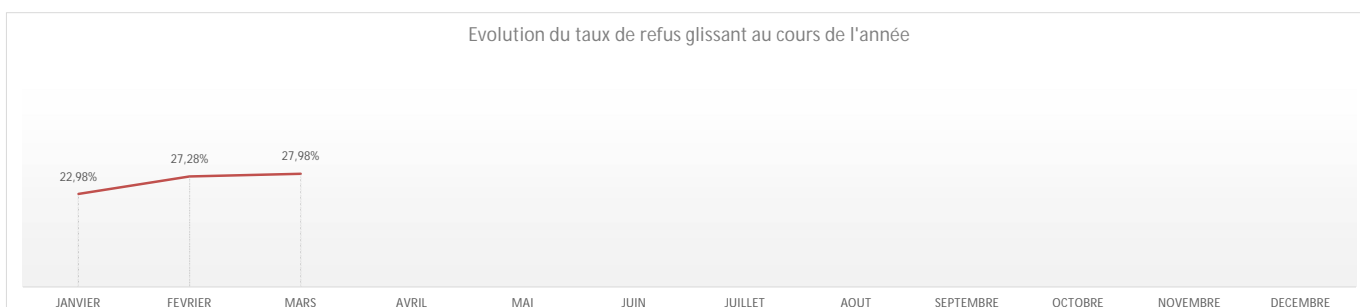 Evolution du taux de refus glissant au cours de l'année
22,98%
27,28%
27,98%
JANVIER FEVRIER MARS AVRIL MAI JUIN JUILLET AOUT SEPTEMBRE OCTOBRE NOVEMBRE DECEMBRE